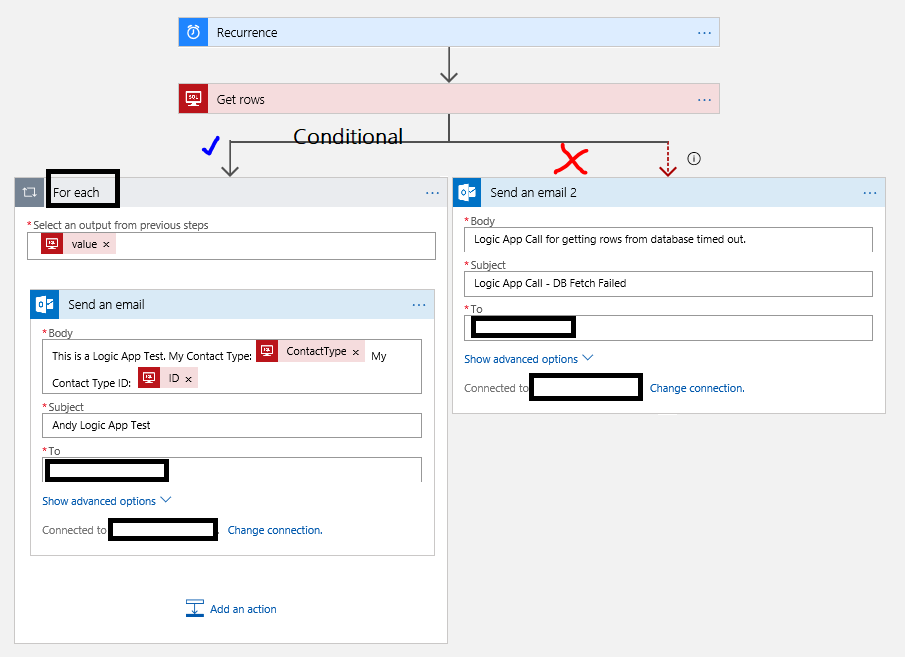 Recurrence
SQL
Get rows
Conditional
For each
*Select an output from previous steps
value ×
Send an email
*Body
This is a Logic App Test. My Contact Type: ContactType × My
Contact Type ID: ID ×
*Subject
Andy Logic App Test
*To
Show advanced options
Connected to Change connection.
Add an action
Send an email 2
*Body
Logic App Call for getting rows from database timed out.
*Subject
Logic App Call - DB Fetch Failed
*To
Show advanced options
Connected to Change connection.